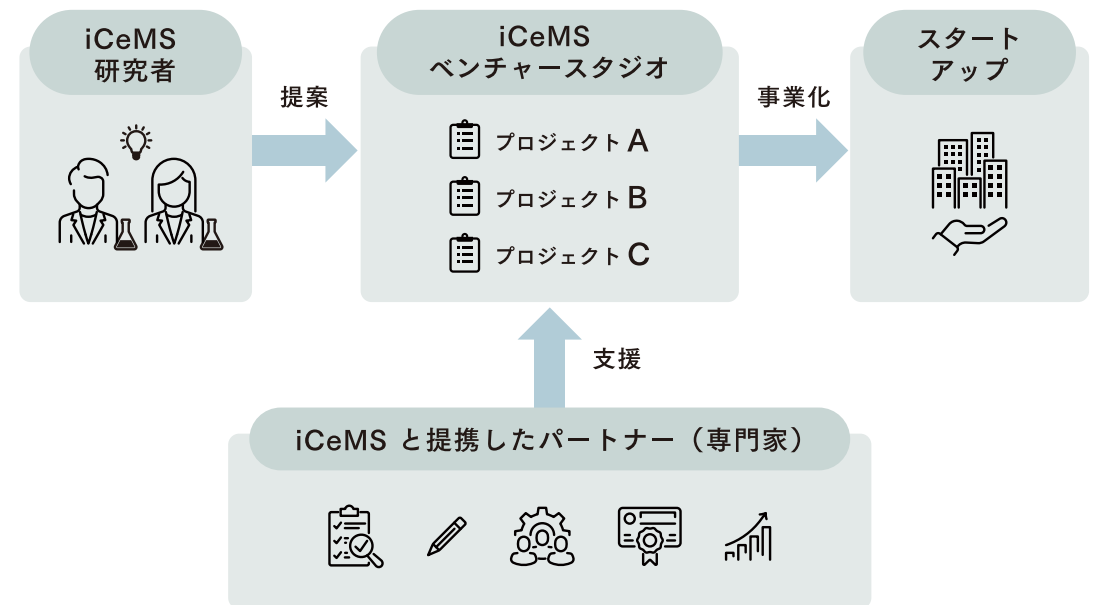 iCeMS
研究者
提案
iCeMS
ベンチャースタジオ
プロジェクト A
プロジェクト B
プロジェクト C
事業化
スタート
アップ
支援
iCeMS と提携したパートナー（専門家）